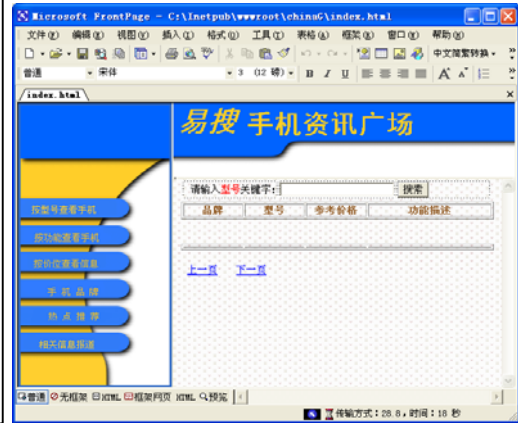 Microsoft FrontPage - C:\Inetpub\wwwroot\chinaG\index.html
文件(F) 编辑(E) 视图(V) 插入(I) 格式(O) 工具(T) 表格(A) 框架(R) 窗口(W) 帮助(H)
中文简繁转换
普通 宋体 3 (12 磅) B I U
index.html
易搜 手机资讯广场
请输入型号关键字: 搜索
品牌 型号 参考价格 功能描述
按型号查看手机
按功能查看手机
按价位查看信息
上一页 下一页
手机品牌
热点推荐
相关信息报道
普通 无框架 HTML 框架网页 HTML 预览
传输方式:28.8,时间:18 秒